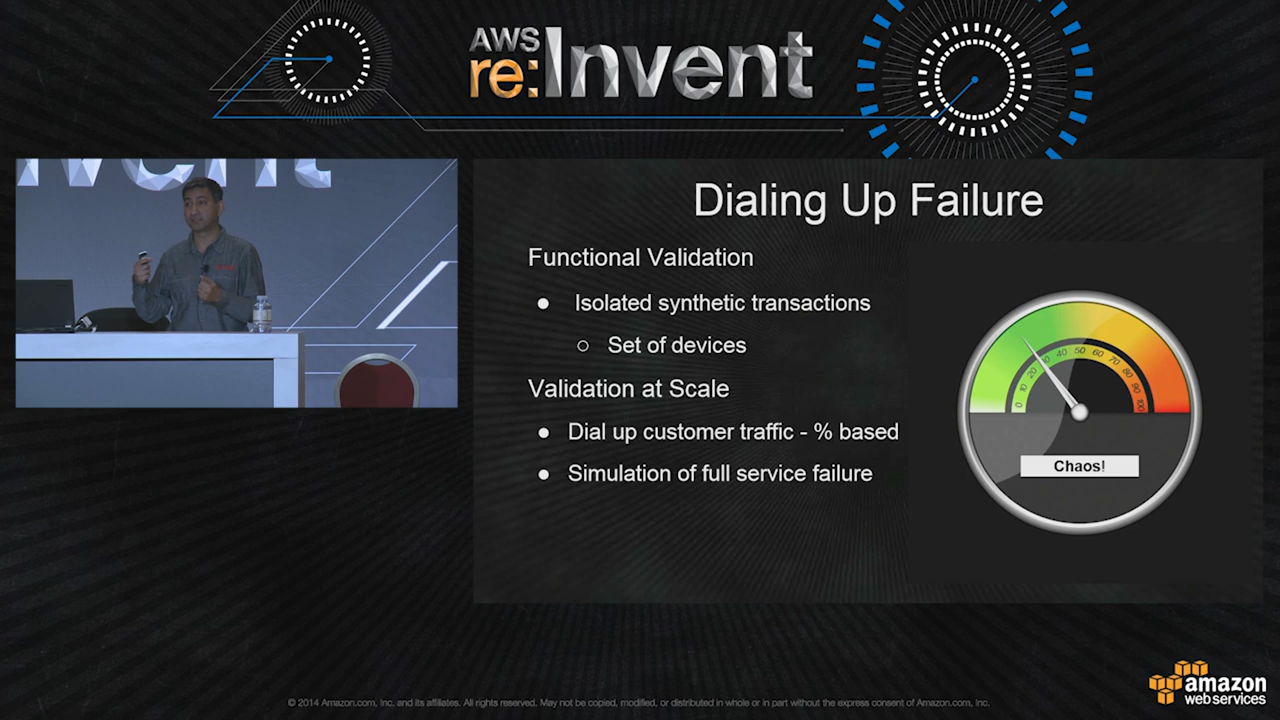 AWS
re:Invent
Dialing Up Failure
Functional Validation
● Isolated synthetic transactions
○ Set of devices
Validation at Scale
● Dial up customer traffic - % based
● Simulation of full service failure
0 10 20 30 40 50 60 70 80 90 100
Chaos!
amazon
web services
© 2014 Amazon.com, Inc. and its affiliates. All rights reserved. May not be copied, modified, or distributed in whole or in part without the express consent of Amazon.com, Inc.